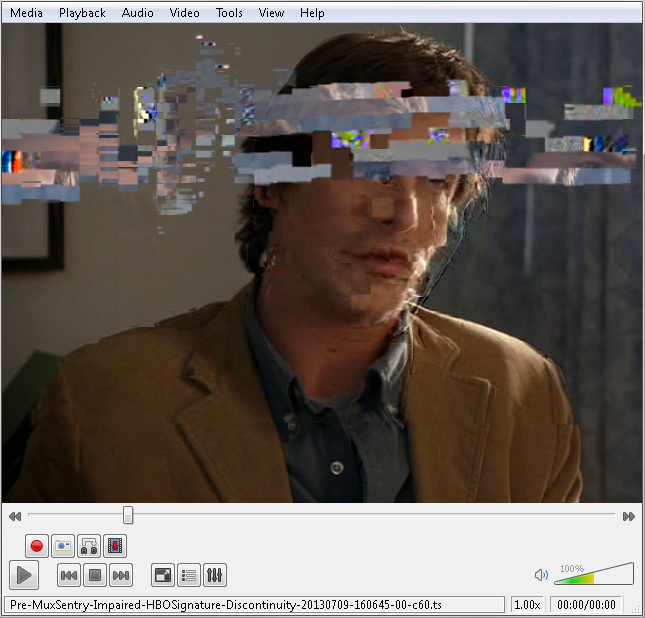 Media Playback Audio Video Tools View Help
100%
Pre-MuxSentry-Impaired-HBOSignature-Discontinuity-20130709-160645-00-c60.ts 1.00x 00:00/00:00